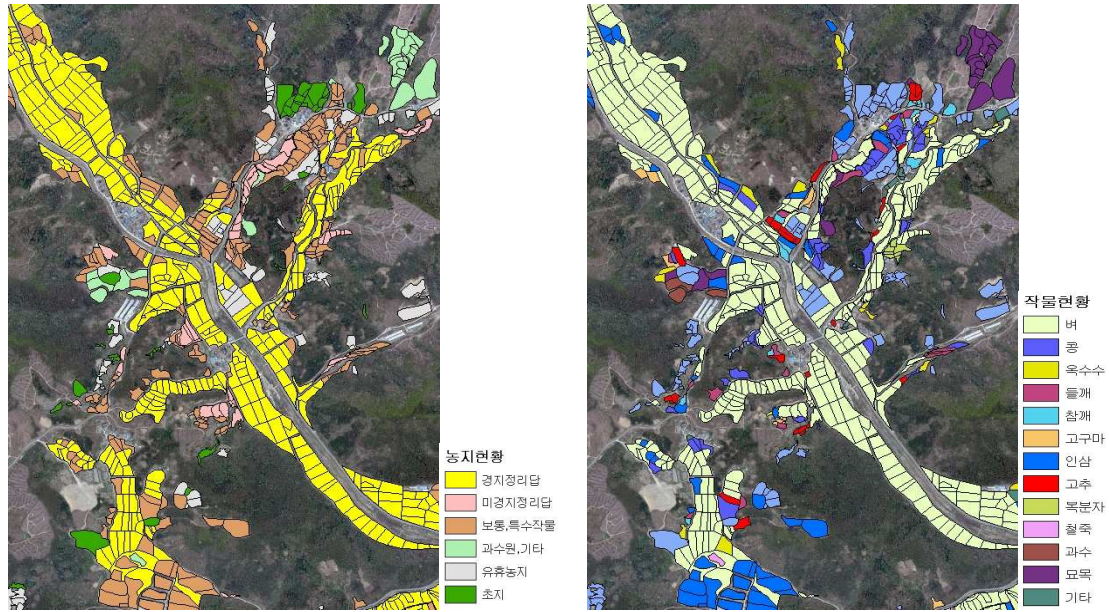 농지현황
경지정리답
미경지정리답
보통,특수작물
과수원,기타
유휴농지
초지
작물현황
벼
콩
옥수수
들깨
참깨
고구마
인삼
고추
복분자
철쭉
과수
묘목
기타